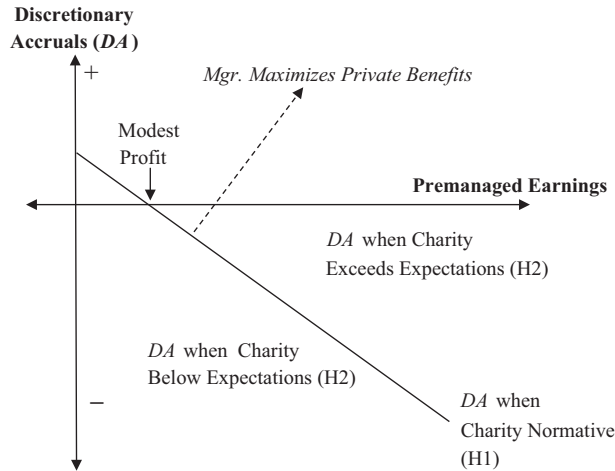 Discretionary
Accruals (DA)
+
Mgr. Maximizes Private Benefits
Modest
Profit
Premanaged Earnings
DA when Charity
Exceeds Expectations (H2)
DA when Charity
Below Expectations (H2)
–
DA when
Charity Normative
(H1)